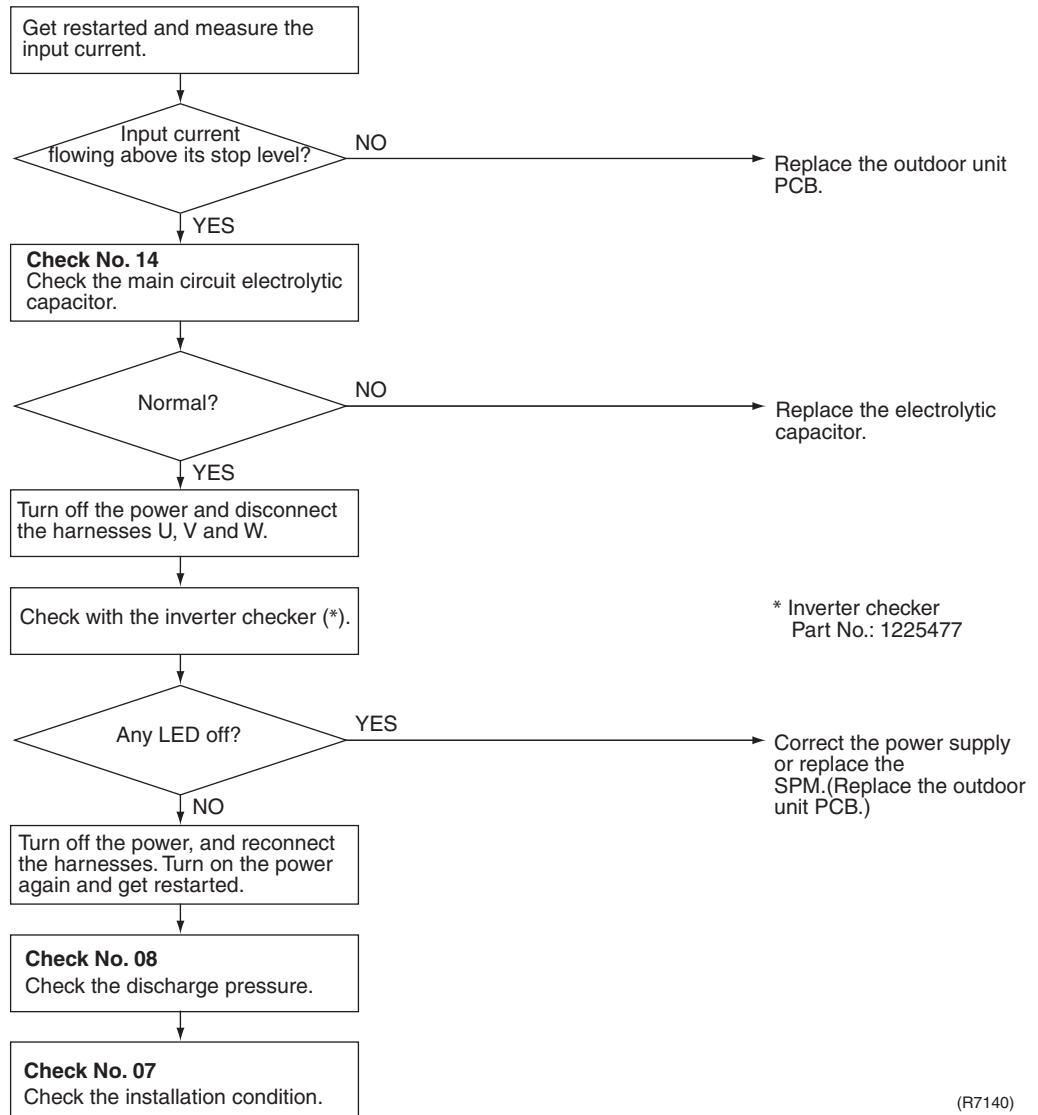 Get restarted and measure the
input current.
Input current
flowing above its stop level?
NO
Replace the outdoor unit
PCB.
YES
Check No. 14
Check the main circuit electrolytic
capacitor.
Normal?
NO
Replace the electrolytic
capacitor.
YES
Turn off the power and disconnect
the harnesses U, V and W.
Check with the inverter checker (*).
* Inverter checker
Part No.: 1225477
Any LED off?
YES
Correct the power supply
or replace the
SPM.(Replace the outdoor
unit PCB.)
NO
Turn off the power, and reconnect
the harnesses. Turn on the power
again and get restarted.
Check No. 08
Check the discharge pressure.
Check No. 07
Check the installation condition.
(R7140)